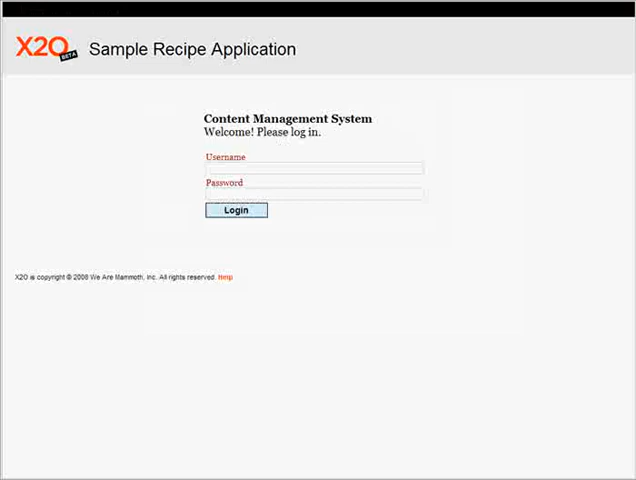 X2O BETA Sample Recipe Application
Content Management System
Welcome! Please log in.
Username
Password
Login
X2O is copyright © 2008 We Are Mammoth, Inc. All rights reserved. Help